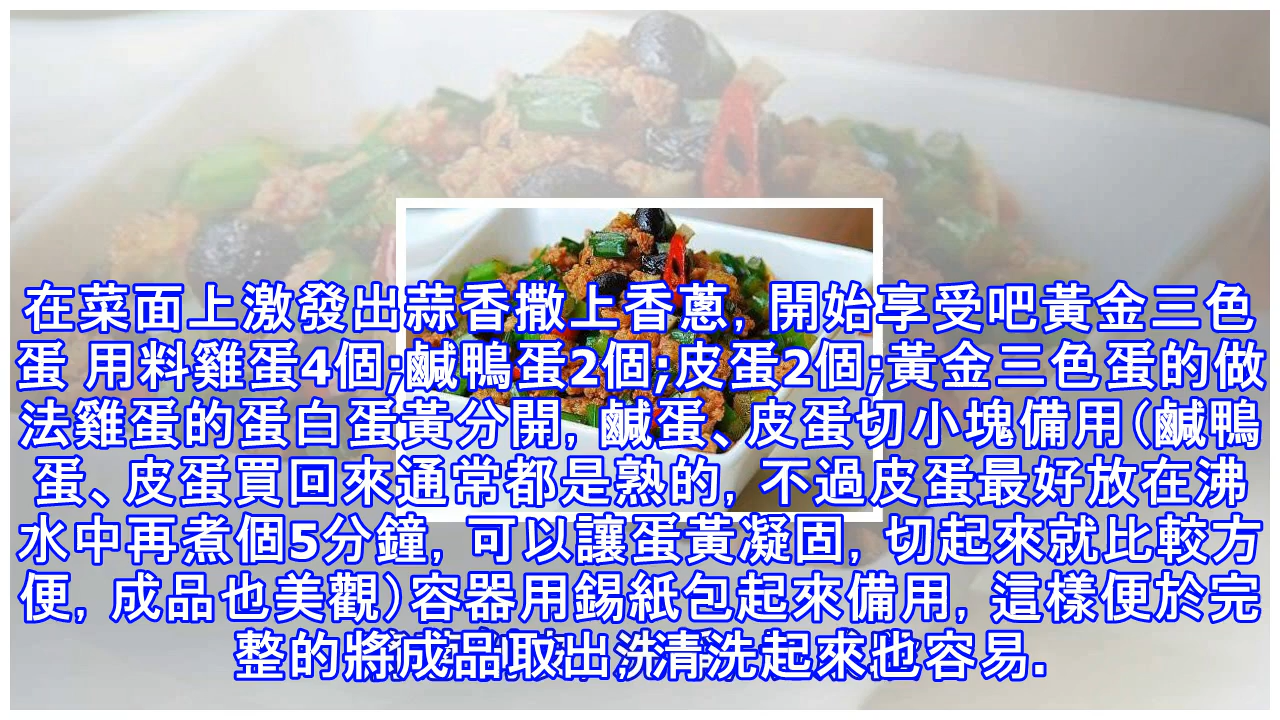 在菜面上激發出蒜香撒上香蔥, 開始享受吧黃金三色
蛋 用料雞蛋4個;鹹鴨蛋2個;皮蛋2個;黃金三色蛋的做
法雞蛋的蛋白蛋黃分開, 鹹蛋、皮蛋切小塊備用(鹹鴨
蛋、皮蛋買回來通常都是熟的, 不過皮蛋最好放在沸
水中再煮個5分鐘, 可以讓蛋黃凝固, 切起來就比較方
便, 成品也美觀)容器用錫紙包起來備用, 這樣便於完
整的將成品取出,清洗起來也容易.